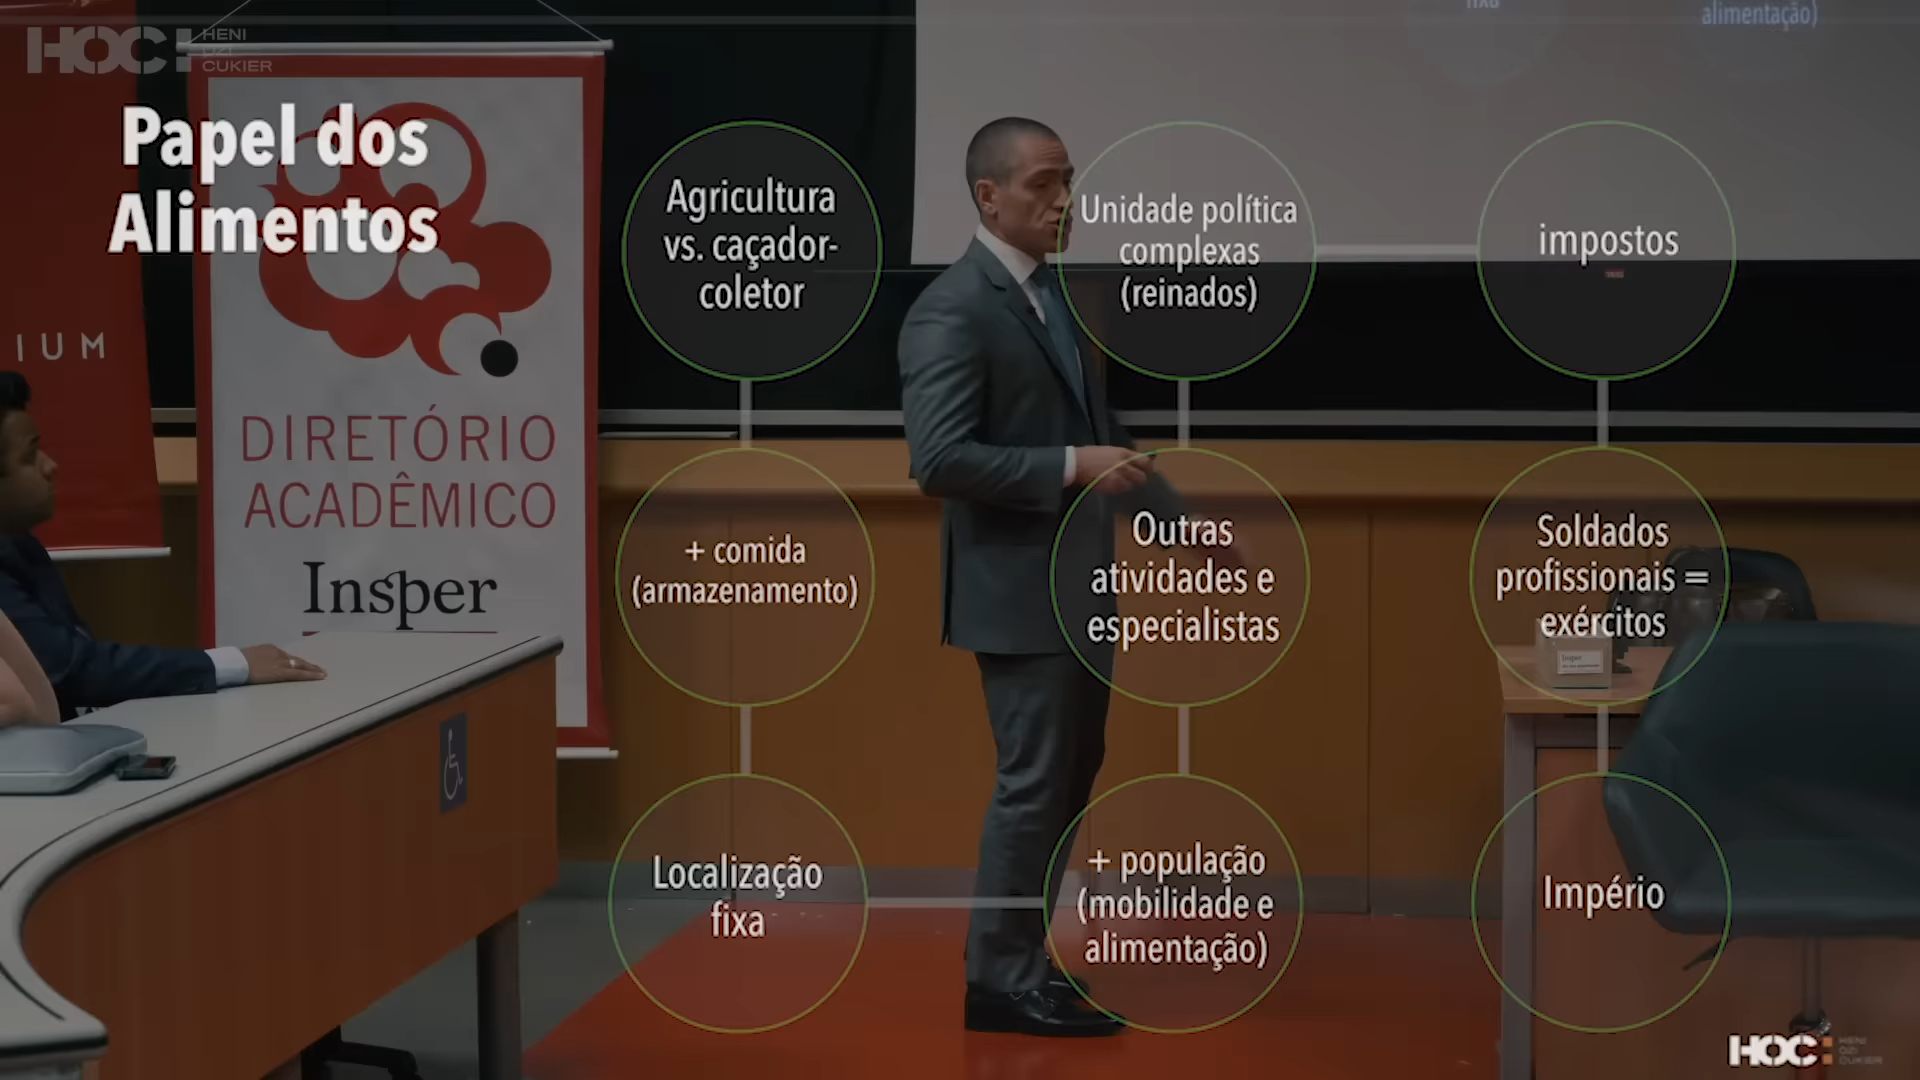 HOC HENI
OZI
CUKIER
fixa
alimentação)
Papel dos
Alimentos
Agricultura
vs. caçador-
coletor
Unidade política
complexas
(reinados)
impostos
IUM
DIRETÓRIO
ACADÊMICO
Insper
+ comida
(armazenamento)
Outras
atividades e
especialistas
Soldados
profissionais =
exércitos
Insper
Localização
fixa
+ população
(mobilidade e
alimentação)
Império
HOC HENI
OZI
CUKIER